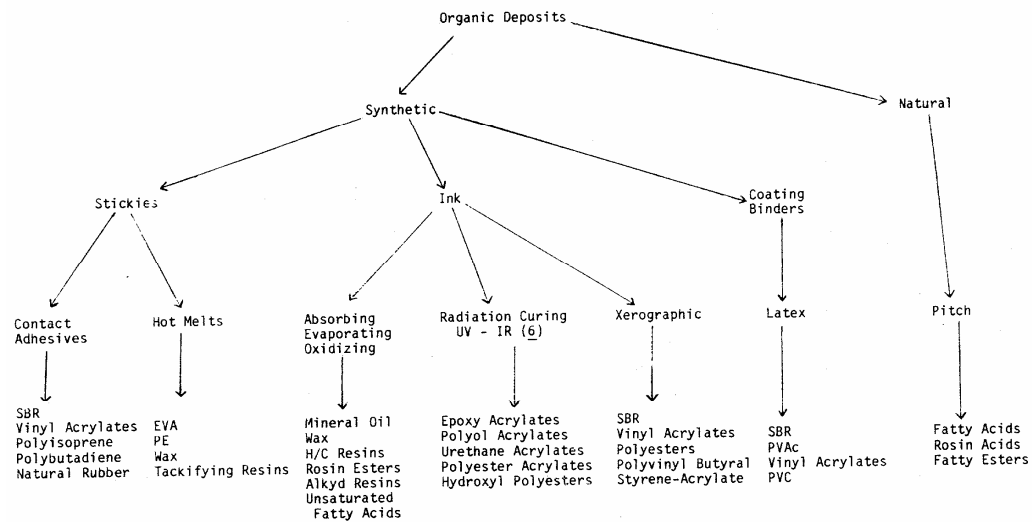 Organic Deposits
Synthetic
Natural
Stickies
Ink
Coating
Binders
Contact
Adhesives
Hot Melts
Absorbing
Evaporating
Oxidizing
Radiation Curing
UV - IR (6)
Xerographic
Latex
Pitch
SBR
Vinyl Acrylates
Polyisoprene
Polybutadiene
Natural Rubber
EVA
PE
Wax
Tackifying Resins
Mineral Oil
Wax
H/C Resins
Rosin Esters
Alkyd Resins
Unsaturated
Fatty Acids
Epoxy Acrylates
Polyol Acrylates
Urethane Acrylates
Polyester Acrylates
Hydroxyl Polyesters
SBR
Vinyl Acrylates
Polyesters
Polyvinyl Butyral
Styrene-Acrylate
SBR
PVAc
Vinyl Acrylates
PVC
Fatty Acids
Rosin Acids
Fatty Esters